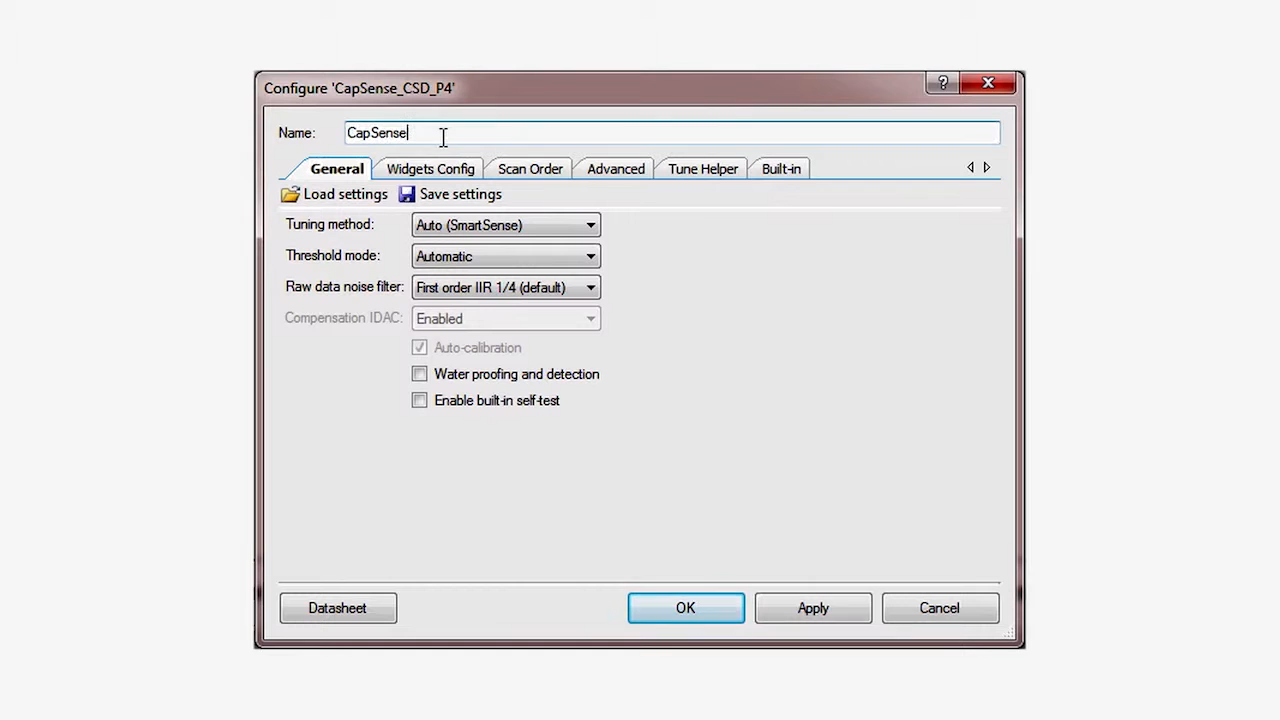 Configure 'CapSense_CSD_P4'
?
Name: CapSense
General Widgets Config Scan Order Advanced Tune Helper Built-in
Load settings Save settings
Tuning method: Auto (SmartSense)
Threshold mode: Automatic
Raw data noise filter: First order IIR 1/4 (default)
Compensation IDAC: Enabled
Auto-calibration
Water proofing and detection
Enable built-in self-test
Datasheet OK Apply Cancel